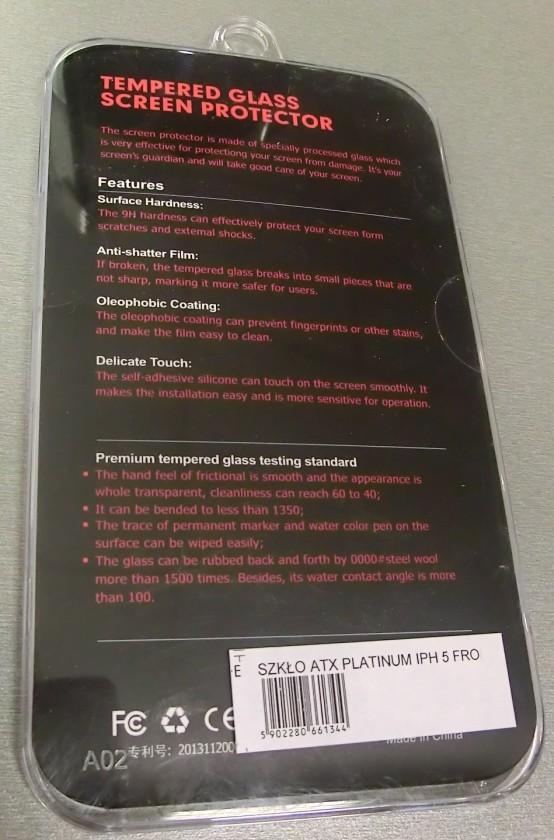 TEMPERED GLASS
SCREEN PROTECTOR
The screen protector is made of specially processed glass which
is very effective for protectiong your screen from damage. It's your
screen's guardian and will take good care of your screen.
Features
Surface Hardness:
The 9H hardness can effectively protect your screen form
scratches and external shocks.
Anti-shatter Film:
If broken, the tempered glass breaks into small pieces that are
not sharp, marking it more safer for users.
Oleophobic Coating:
The oleophobic coating can prevent fingerprints or other stains,
and make the film easy to clean.
Delicate Touch:
The self-adhesive silicone can touch on the screen smoothly. It
makes the installation easy and is more sensitive for operation.
Premium tempered glass testing standard
▪ The hand feel of frictional is smooth and the appearance is
whole transparent, cleanliness can reach 60 to 40;
▪ It can be bended to less than 1350;
▪ The trace of permanent marker and water color pen on the
surface can be wiped easily;
▪ The glass can be rubbed back and forth by 0000#steel wool
more than 1500 times. Besides, its water contact angle is more
than 100.
SZKŁO ATX PLATINUM IPH 5 FRO
5 902280 661344
FC CE
A02 专利号: 201311200
Made in China